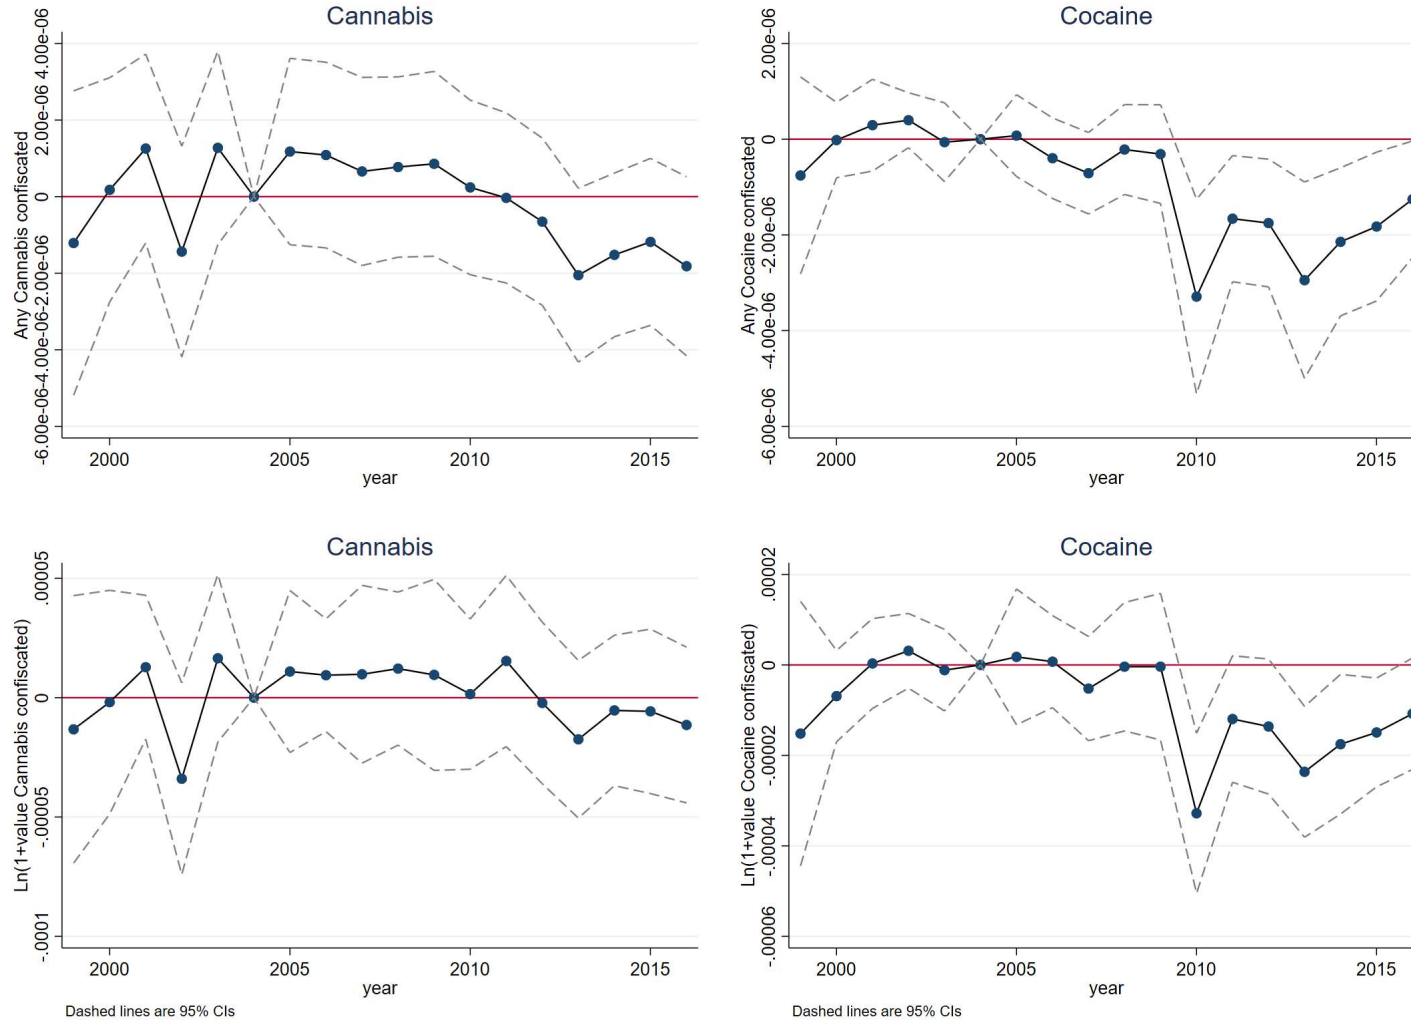 Cannabis
Any Cannabis confiscated
4.00e-06
2.00e-06
0
-2.00e-06
-4.00e-06
-6.00e-06
2000 2005 2010 2015
year
Cocaine
Any Cocaine confiscated
2.00e-06
0
-2.00e-06
-4.00e-06
-6.00e-06
2000 2005 2010 2015
year
Cannabis
Ln(1+value Cannabis confiscated)
.00005
0
-.00005
-.0001
2000 2005 2010 2015
year
Dashed lines are 95% CIs
Cocaine
Ln(1+value Cocaine confiscated)
.00002
0
-.00002
-.00004
-.00006
2000 2005 2010 2015
year
Dashed lines are 95% CIs